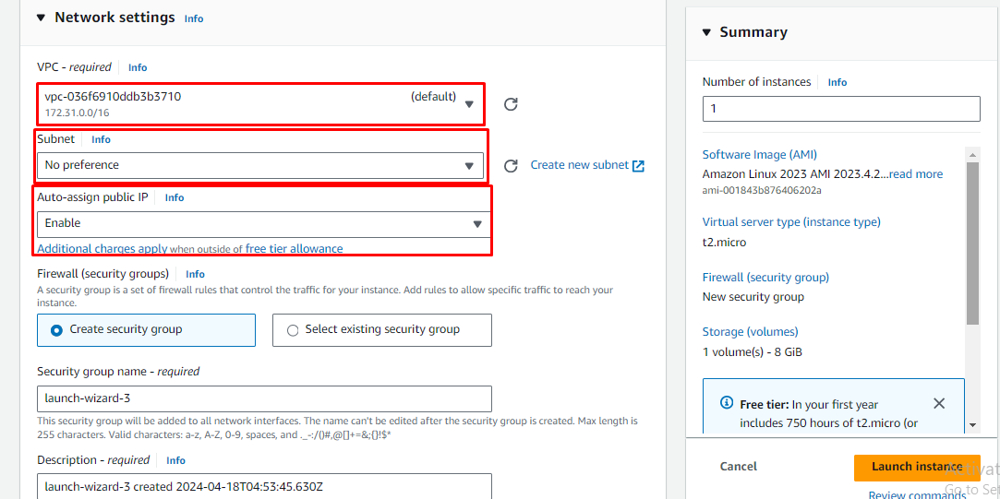 Network settings Info
VPC - required Info
vpc-036f6910ddb3b3710 (default)
172.31.0.0/16
Subnet Info
No preference
Create new subnet
Auto-assign public IP Info
Enable
Additional charges apply when outside of free tier allowance
Firewall (security groups) Info
A security group is a set of firewall rules that control the traffic for your instance. Add rules to allow specific traffic to reach your
instance.
Create security group
Select existing security group
Security group name - required
launch-wizard-3
This security group will be added to all network interfaces. The name can't be edited after the security group is created. Max length is
255 characters. Valid characters: a-z, A-Z, 0-9, spaces, and ._-:/()#,@[]+=&;{}!$*
Description - required Info
launch-wizard-3 created 2024-04-18T04:53:45.630Z
Summary
Number of instances Info
1
Software Image (AMI)
Amazon Linux 2023 AMI 2023.4.2...read more
ami-001843b876406202a
Virtual server type (instance type)
t2.micro
Firewall (security group)
New security group
Storage (volumes)
1 volume(s) - 8 GiB
Free tier: In your first year
includes 750 hours of t2.micro (or
Cancel
Launch instance
Review commands
Go to Set